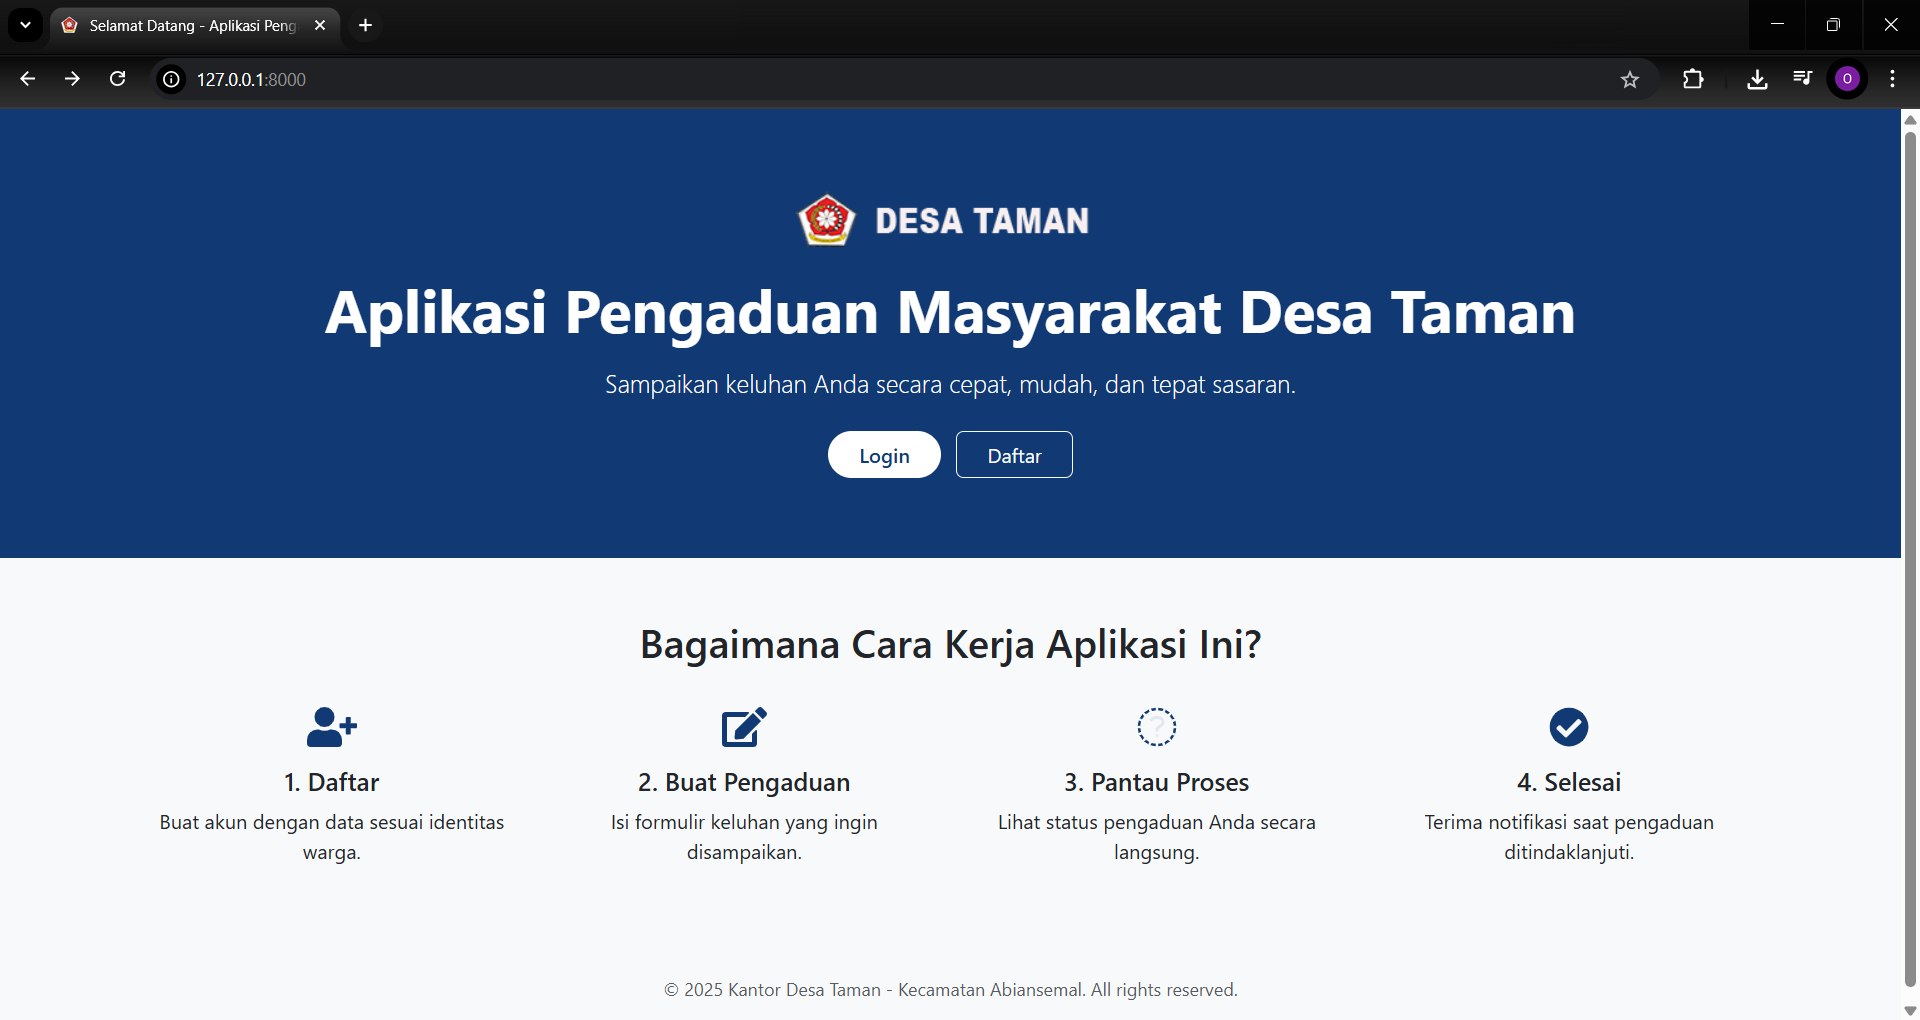 Selamat Datang - Aplikasi Peng
127.0.0.1:8000
O
DESA TAMAN
Aplikasi Pengaduan Masyarakat Desa Taman
Sampaikan keluhan Anda secara cepat, mudah, dan tepat sasaran.
Login
Daftar
Bagaimana Cara Kerja Aplikasi Ini?
1. Daftar
Buat akun dengan data sesuai identitas
warga.
2. Buat Pengaduan
Isi formulir keluhan yang ingin
disampaikan.
?
3. Pantau Proses
Lihat status pengaduan Anda secara
langsung.
4. Selesai
Terima notifikasi saat pengaduan
ditindaklanjuti.
© 2025 Kantor Desa Taman - Kecamatan Abiansemal. All rights reserved.